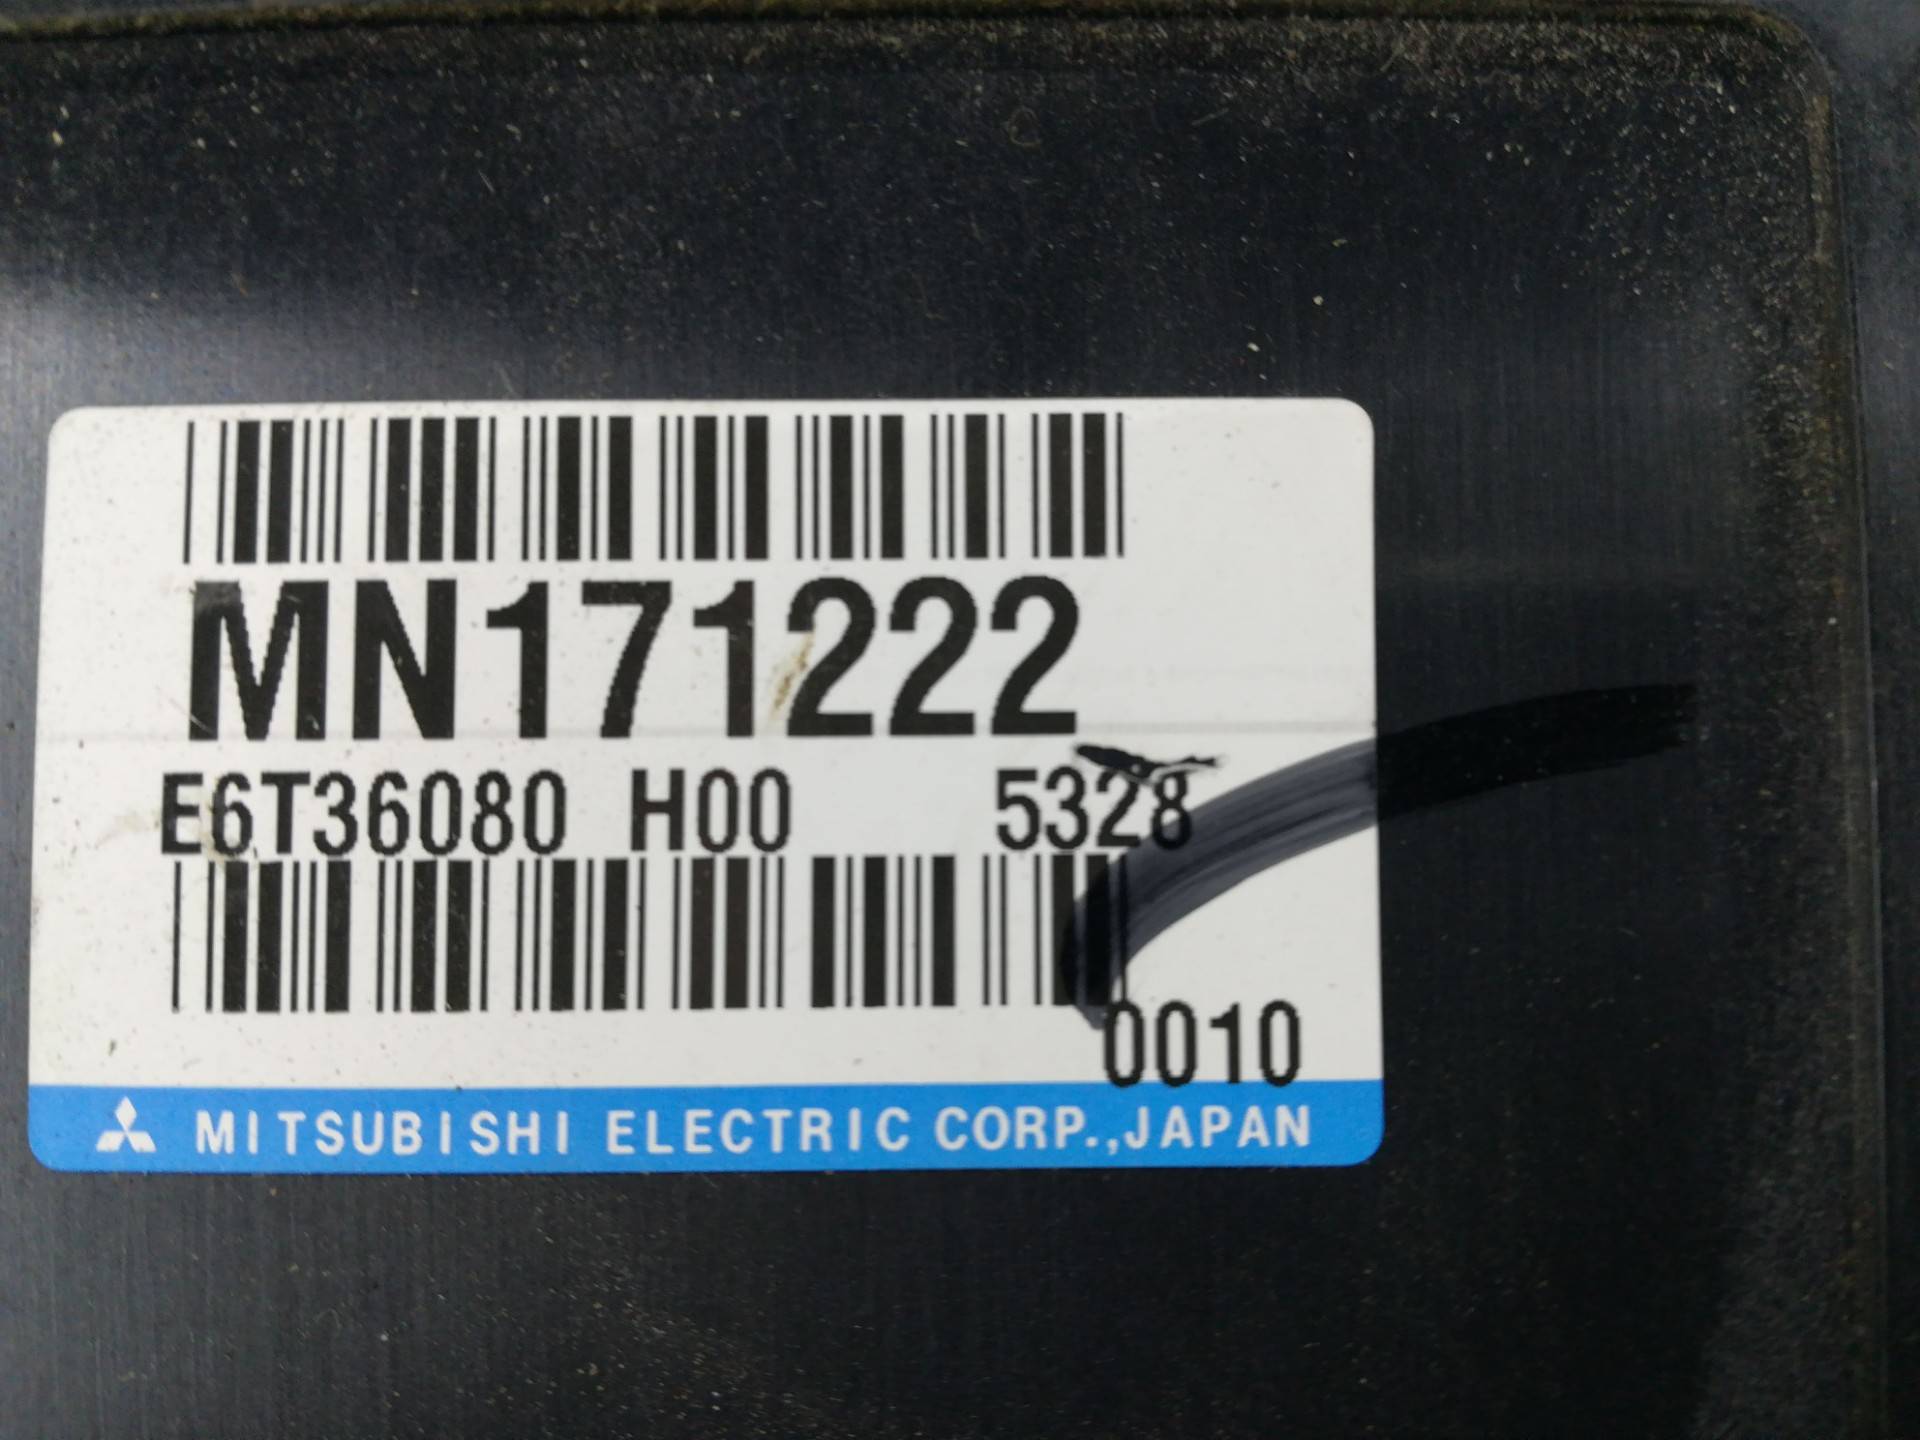 MN171222
E6T36080 H00 5328
0010
MITSUBISHI ELECTRIC CORP.,JAPAN